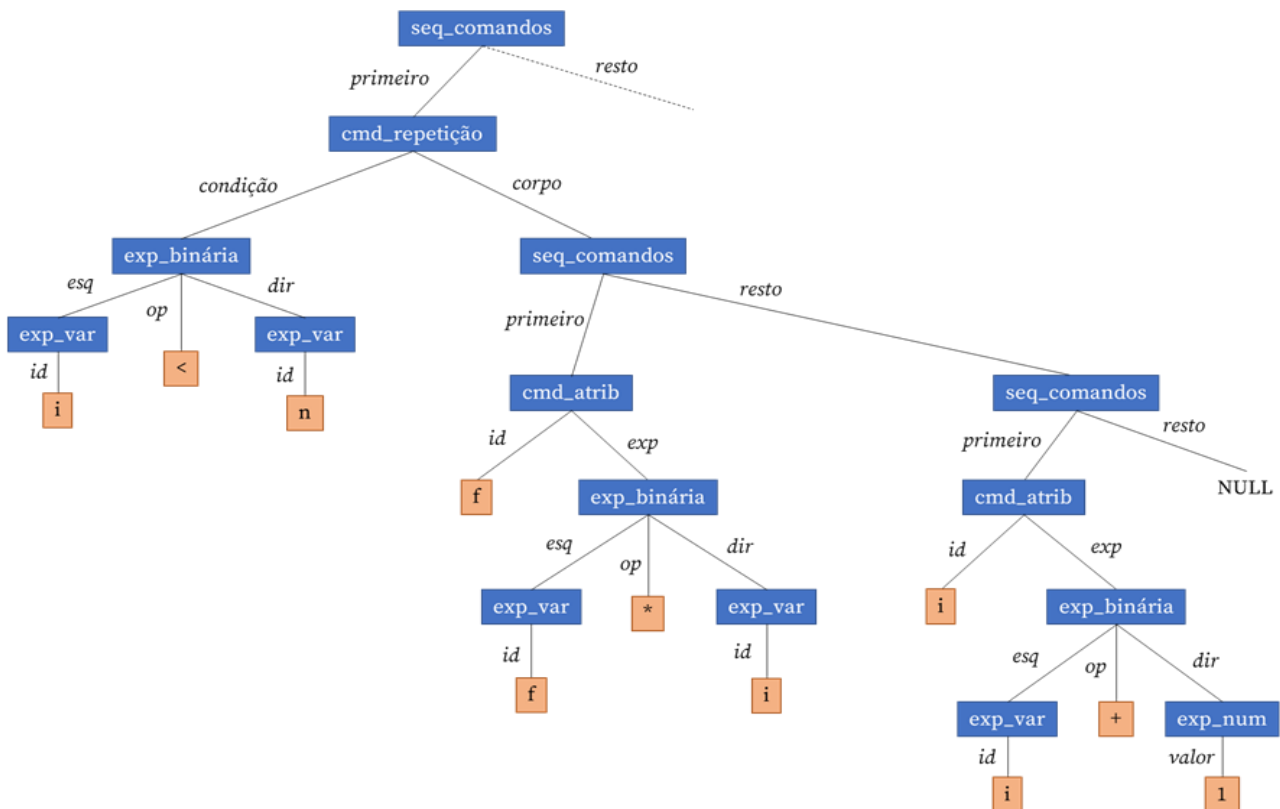 seq_comandos
primeiro
resto
cmd_repetição
condição
corpo
exp_binária
seq_comandos
esq
op
dir
primeiro
resto
exp_var
<
exp_var
id
id
i
n
cmd_atrib
seq_comandos
id
exp
primeiro
resto
f
exp_binária
cmd_atrib
NULL
esq
op
dir
id
exp
exp_var
*
exp_var
i
exp_binária
id
id
esq
op
dir
f
i
exp_var
+
exp_num
id
valor
i
1